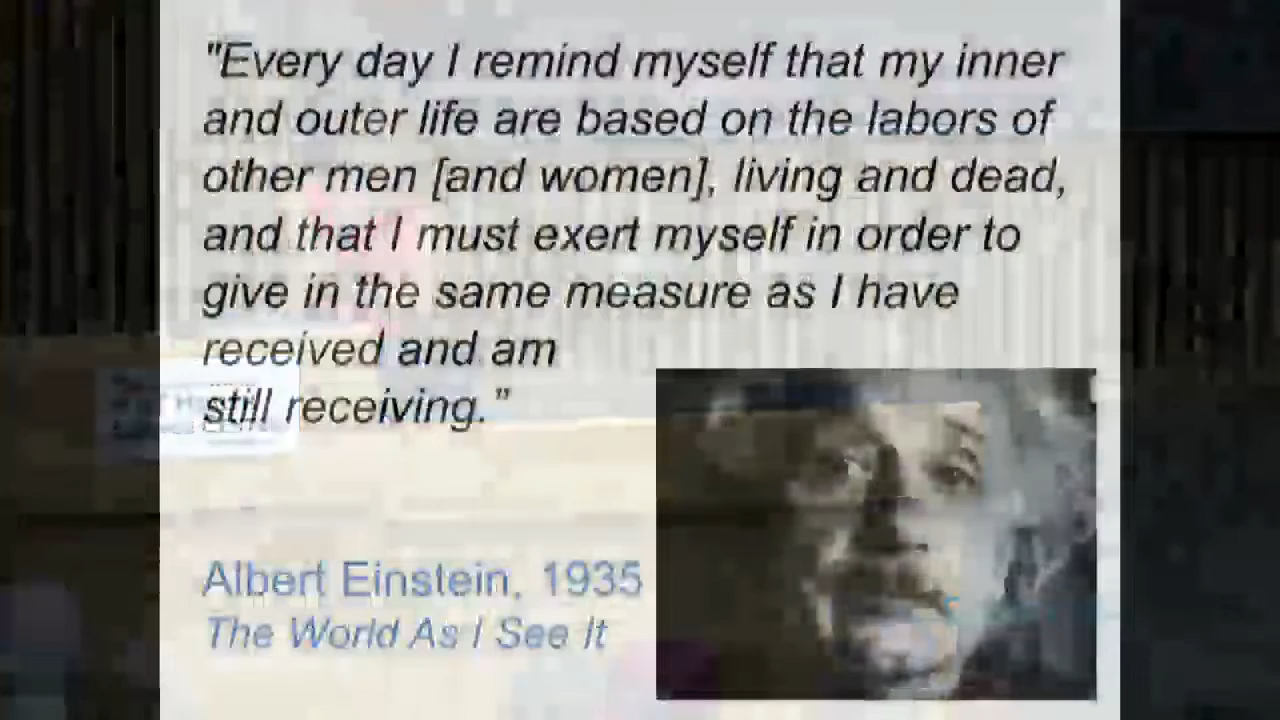 "Every day I remind myself that my inner
and outer life are based on the labors of
other men [and women], living and dead,
and that I must exert myself in order to
give in the same measure as I have
received and am
still receiving."
Albert Einstein, 1935
The World As I See It